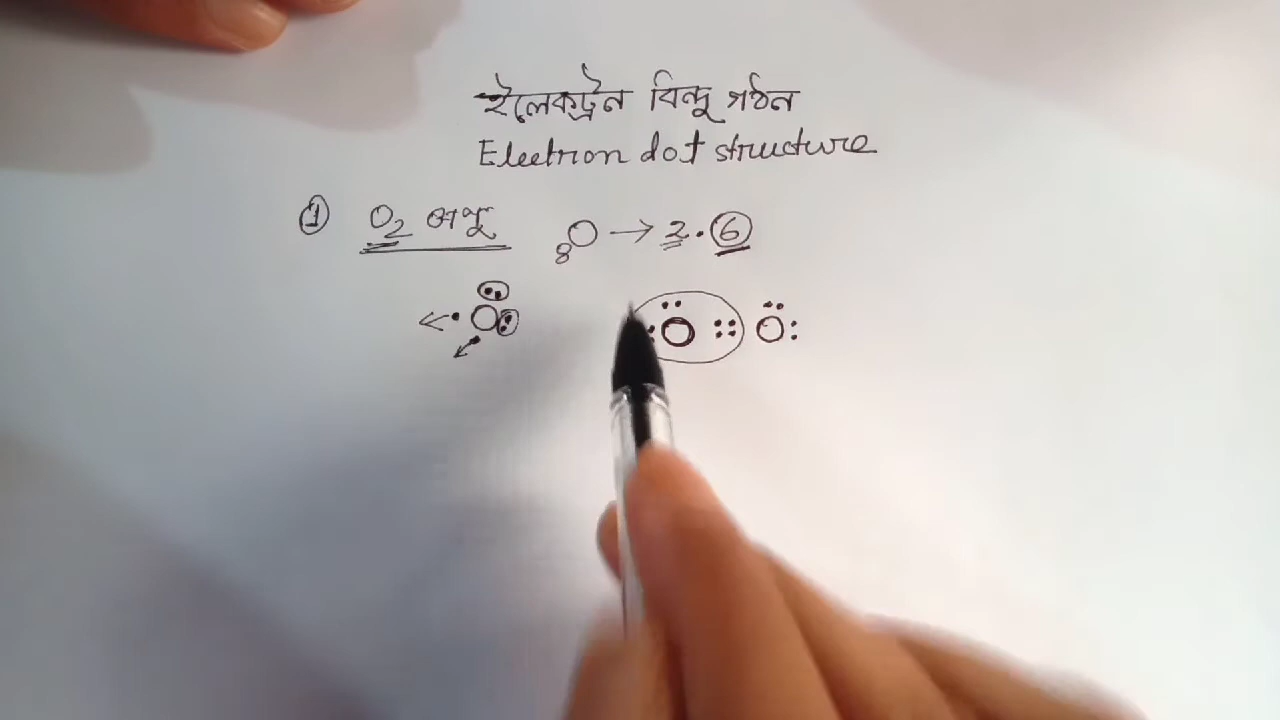 ইলেকট্রন বিন্দু গঠন
Electron dot structure
① O₂ অণু ₈O → 2.6
O O O